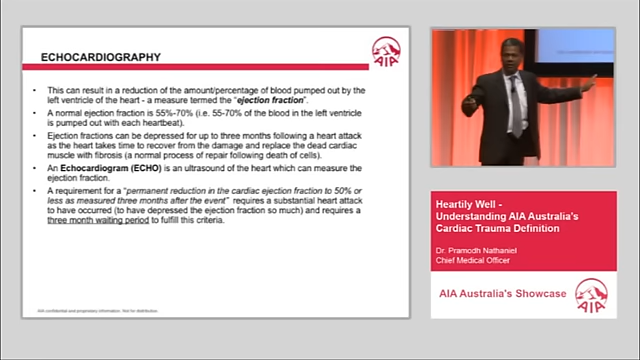 ECHOCARDIOGRAPHY
AIA
• This can result in a reduction of the amount/percentage of blood pumped out by the
left ventricle of the heart - a measure termed the "ejection fraction".
• A normal ejection fraction is 55%-70% (i.e. 55-70% of the blood in the left ventricle
is pumped out with each heartbeat).
• Ejection fractions can be depressed for up to three months following a heart attack
as the heart takes time to recover from the damage and replace the dead cardiac
muscle with fibrosis (a normal process of repair following death of cells).
• An Echocardiogram (ECHO) is an ultrasound of the heart which can measure the
ejection fraction.
• A requirement for a "permanent reduction in the cardiac ejection fraction to 50% or
less as measured three months after the event" requires a substantial heart attack
to have occurred (to have depressed the ejection fraction so much) and requires a
three month waiting period to fulfill this criteria.
AIA confidential and proprietary information. Not for distribution.
Heartily Well -
Understanding AIA Australia's
Cardiac Trauma Definition
Dr. Pramodh Nathaniel
Chief Medical Officer
AIA Australia's Showcase
AIA